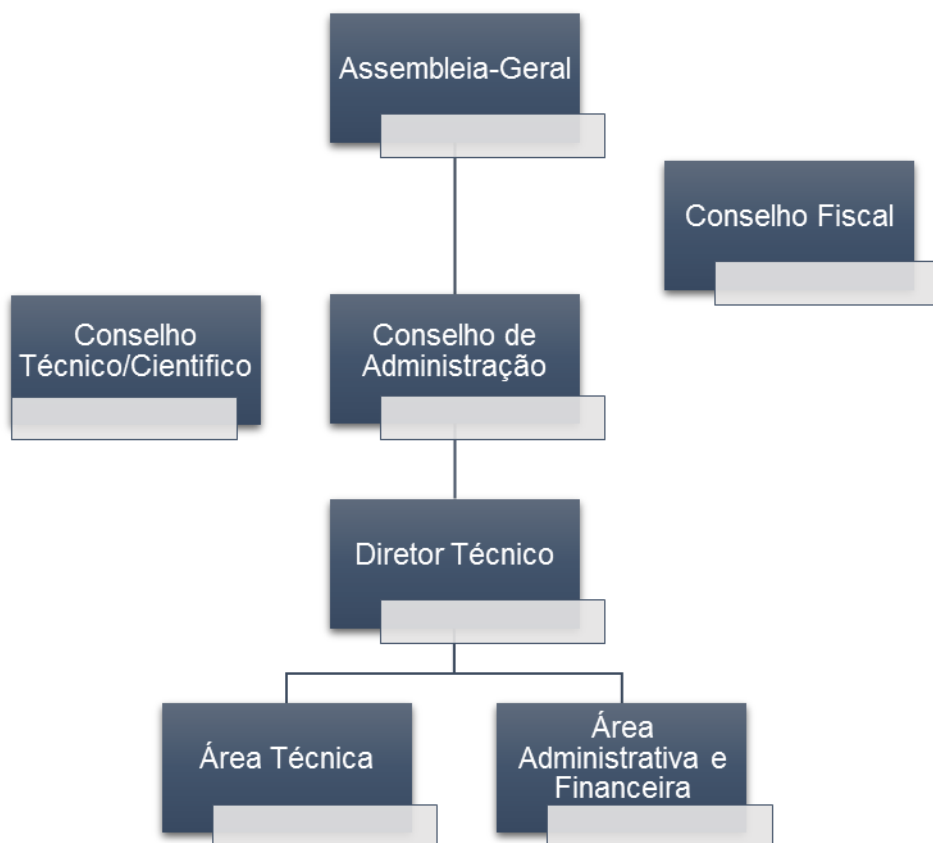 Assembleia-Geral
Conselho Fiscal
Conselho
Técnico/Cientifico
Conselho de
Administração
Diretor Técnico
Área Técnica
Área
Administrativa e
Financeira